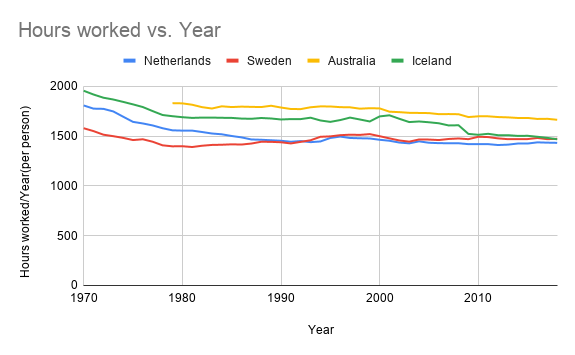 Hours worked vs. Year
Netherlands Sweden Australia Iceland
Hours worked/Year(per person)
2000
1500
1000
500
0
1970 1980 1990 2000 2010
Year